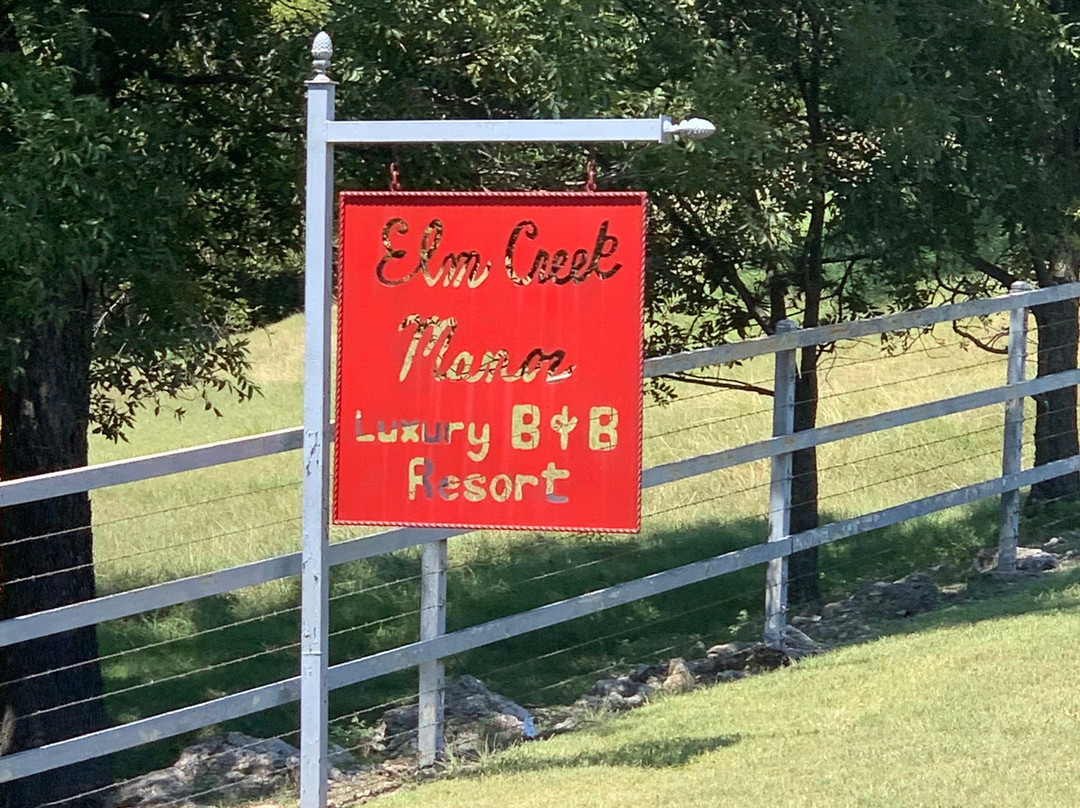 Elm Creek
Manor
Luxury B & B
Resort